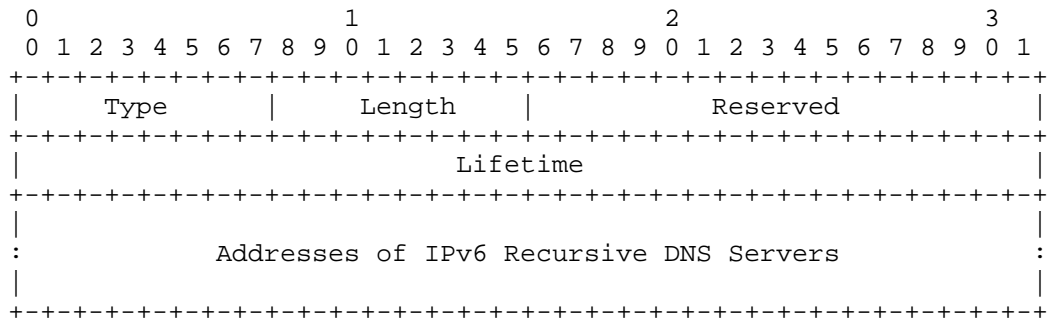 0                   1                   2                   3
 0 1 2 3 4 5 6 7 8 9 0 1 2 3 4 5 6 7 8 9 0 1 2 3 4 5 6 7 8 9 0 1
+-+-+-+-+-+-+-+-+-+-+-+-+-+-+-+-+-+-+-+-+-+-+-+-+-+-+-+-+-+-+-+-+
|     Type      |     Length    |           Reserved            |
+-+-+-+-+-+-+-+-+-+-+-+-+-+-+-+-+-+-+-+-+-+-+-+-+-+-+-+-+-+-+-+-+
|                           Lifetime                            |
+-+-+-+-+-+-+-+-+-+-+-+-+-+-+-+-+-+-+-+-+-+-+-+-+-+-+-+-+-+-+-+-+
|                                                               |
:            Addresses of IPv6 Recursive DNS Servers            :
|                                                               |
+-+-+-+-+-+-+-+-+-+-+-+-+-+-+-+-+-+-+-+-+-+-+-+-+-+-+-+-+-+-+-+-+